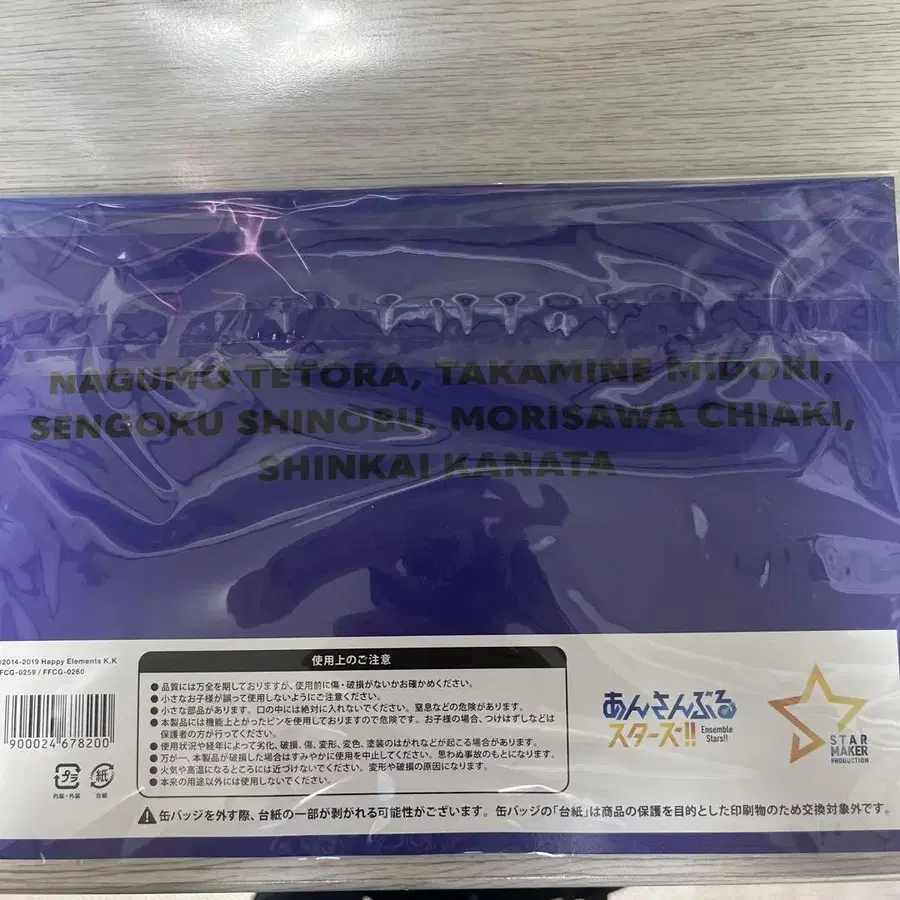 NAGUMO TETORA, TAKAMINE MIDORI,
SENGOKU SHINOBU, MORISAWA CHIAKI,
SHINKAI KANATA
©2014-2019 Happy Elements K.K
FFCG-0259 / FFCG-0260
900024 678200
プラ
内袋・外装
紙
台紙
使用上のご注意
●品質には万全を期しておりますが、使用前に傷・破損がないかお確かめください。
●小さなお子様が誤って使用しないようにご注意ください。
●小さな部品があります。口の中には絶対に入れないでください。窒息などの危険があります。
●本製品には機能上とがったピンを使用しておりますので危険です。お子様の場合、つけはずしなどは
保護者の方が行ってください。
●使用状況や経年によって劣化、破損、傷、変形、変色、塗装のはがれなどが起こる場合があります。
●万が一、本製品が破損した場合はすみやかに使用を中止してください。思わぬ事故のもとになります。
●火気や高温になるところには近づけないでください。変形や破損の原因になります。
●本来の用途以外には使用しないでください。
あんさんぶる
スターズ!!
Ensemble
Stars!!
STAR
MAKER
PRODUCTION
缶バッジを外す際、台紙の一部が剥がれる可能性がございます。缶バッジの「台紙」は商品の保護を目的とした印刷物のため交換対象外です。